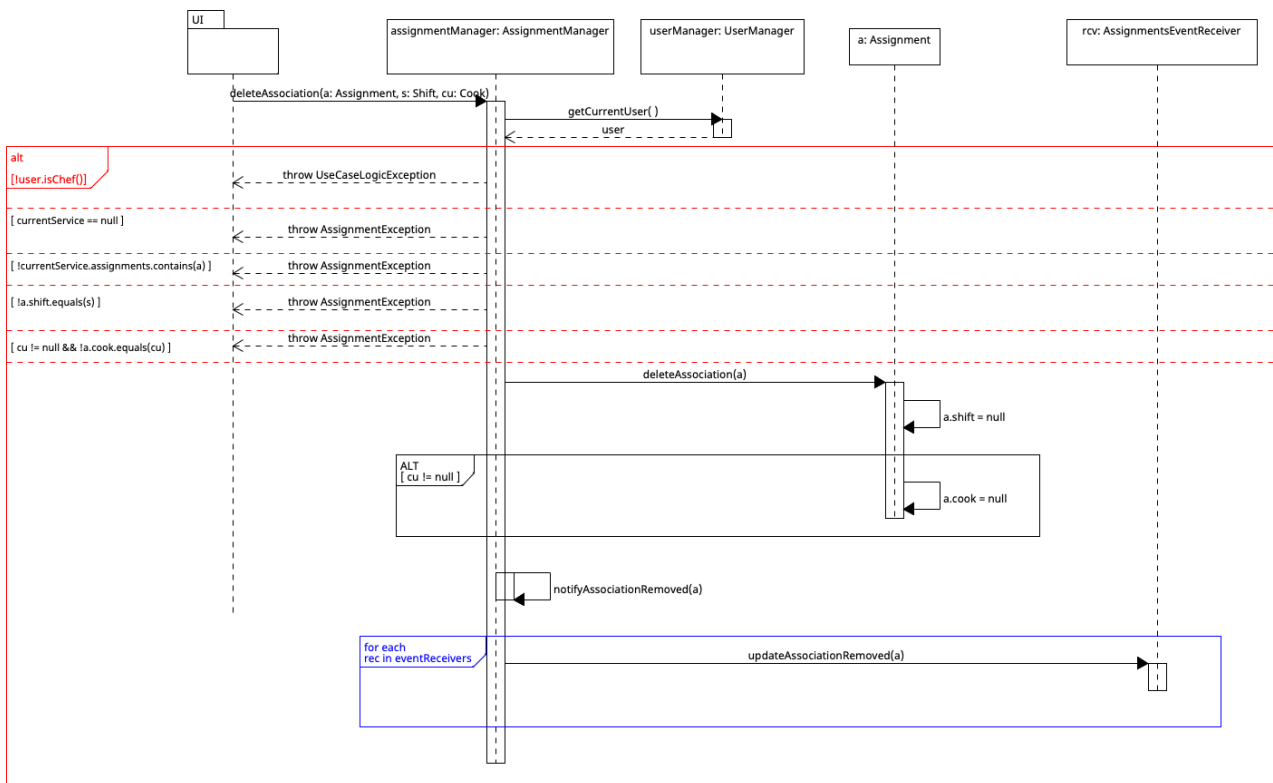 UI
assignmentManager: AssignmentManager
userManager: UserManager
a: Assignment
rcv: AssignmentsEventReceiver
deleteAssociation(a: Assignment, s: Shift, cu: Cook)
getCurrentUser( )
user
alt
[!user.isChef()]
throw UseCaseLogicException
[ currentService == null ]
throw AssignmentException
[ !currentService.assignments.contains(a) ]
throw AssignmentException
[ !a.shift.equals(s) ]
throw AssignmentException
[ cu != null && !a.cook.equals(cu) ]
throw AssignmentException
deleteAssociation(a)
a.shift = null
ALT
[ cu != null ]
a.cook = null
notifyAssociationRemoved(a)
for each
rec in eventReceivers
updateAssociationRemoved(a)